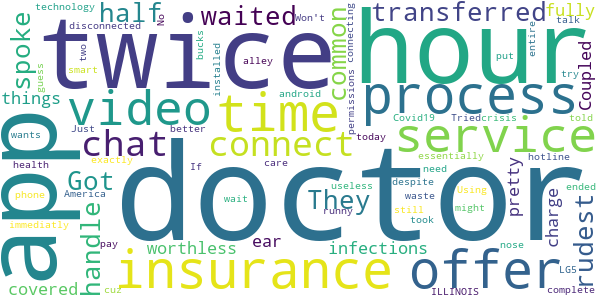 technology
disconnected
half
waited
No
Won't
transferred
fully
spoke
two
bucks
entire
talk
twice
hour
guess
smart
alley
installed
common
permissions
connecting
put
try
Coupled
things
video
time
process
android
Covid19
Tried
crisis
told
Just
better
today
wants
chat
connect
service
essentially
health
exactly
If
care
need
hotline
app
Got
doctor
phone
America
They
wait
useless
despite
Using
pretty
rudest
immediatly
runny
waste
still
might
handle
took
charge
pay
worthless
ear
infections
nose
ended
covered
cuz
insurance
offer
LG5
ILLINOIS
complete